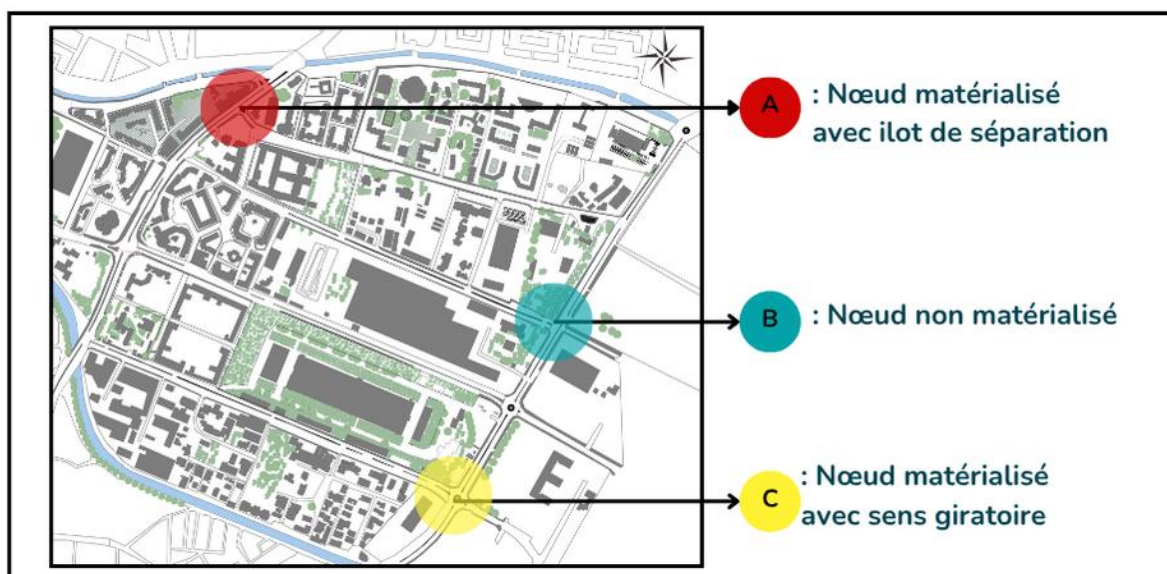 A : Nœud matérialisé
avec ilot de séparation
B : Nœud non matérialisé
C : Nœud matérialisé
avec sens giratoire